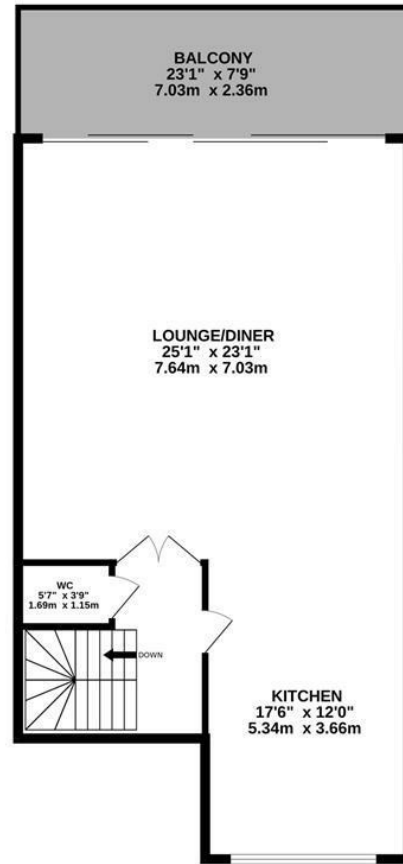 BALCONY
23'1" x 7'9"
7.03m x 2.36m
LOUNGE/DINER
25'1" x 23'1"
7.64m x 7.03m
WC
5'7" x 3'9"
1.69m x 1.15m
DOWN
KITCHEN
17'6" x 12'0"
5.34m x 3.66m